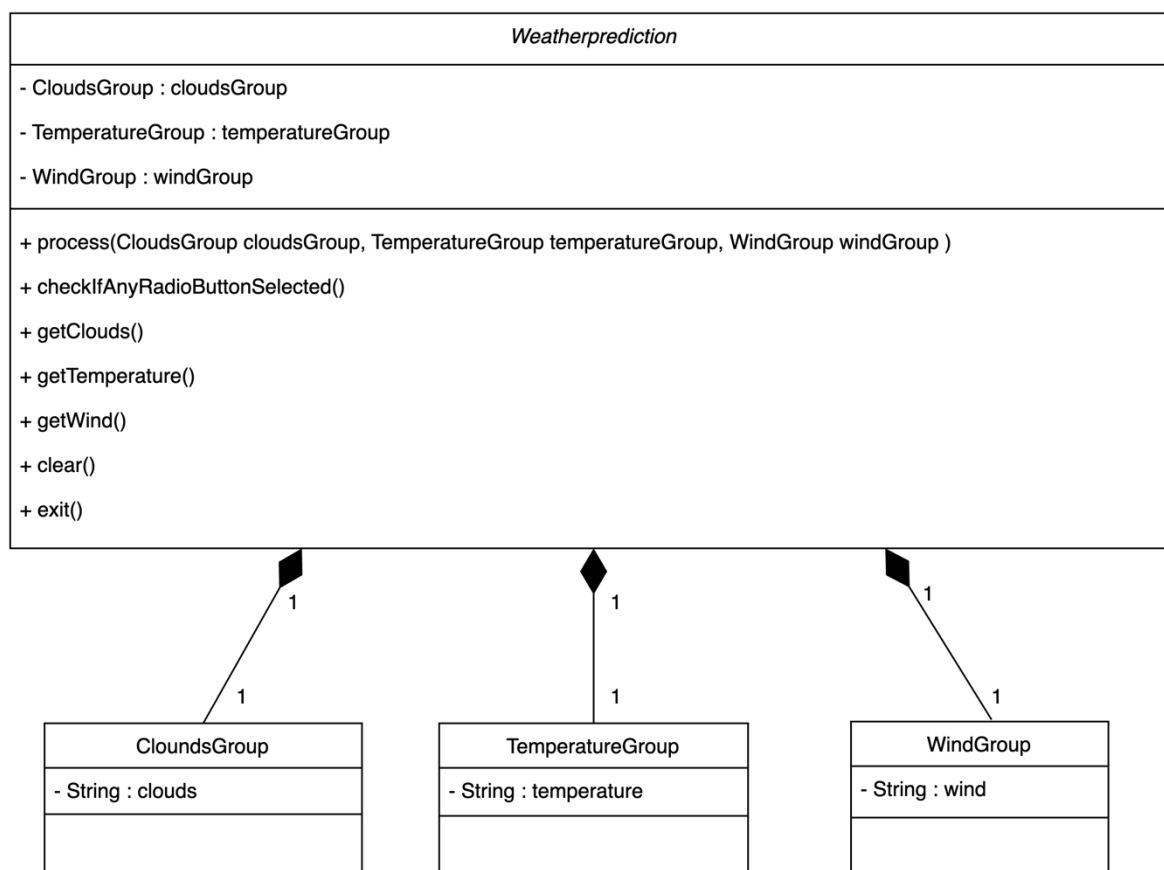 Weatherprediction
- CloudsGroup : cloudsGroup
- TemperatureGroup : temperatureGroup
- WindGroup : windGroup
+ process(CloudsGroup cloudsGroup, TemperatureGroup temperatureGroup, WindGroup windGroup )
+ checkIfAnyRadioButtonSelected()
+ getClouds()
+ getTemperature()
+ getWind()
+ clear()
+ exit()
1
1
1
1
1
1
CloundsGroup
- String : clouds
TemperatureGroup
- String : temperature
WindGroup
- String : wind